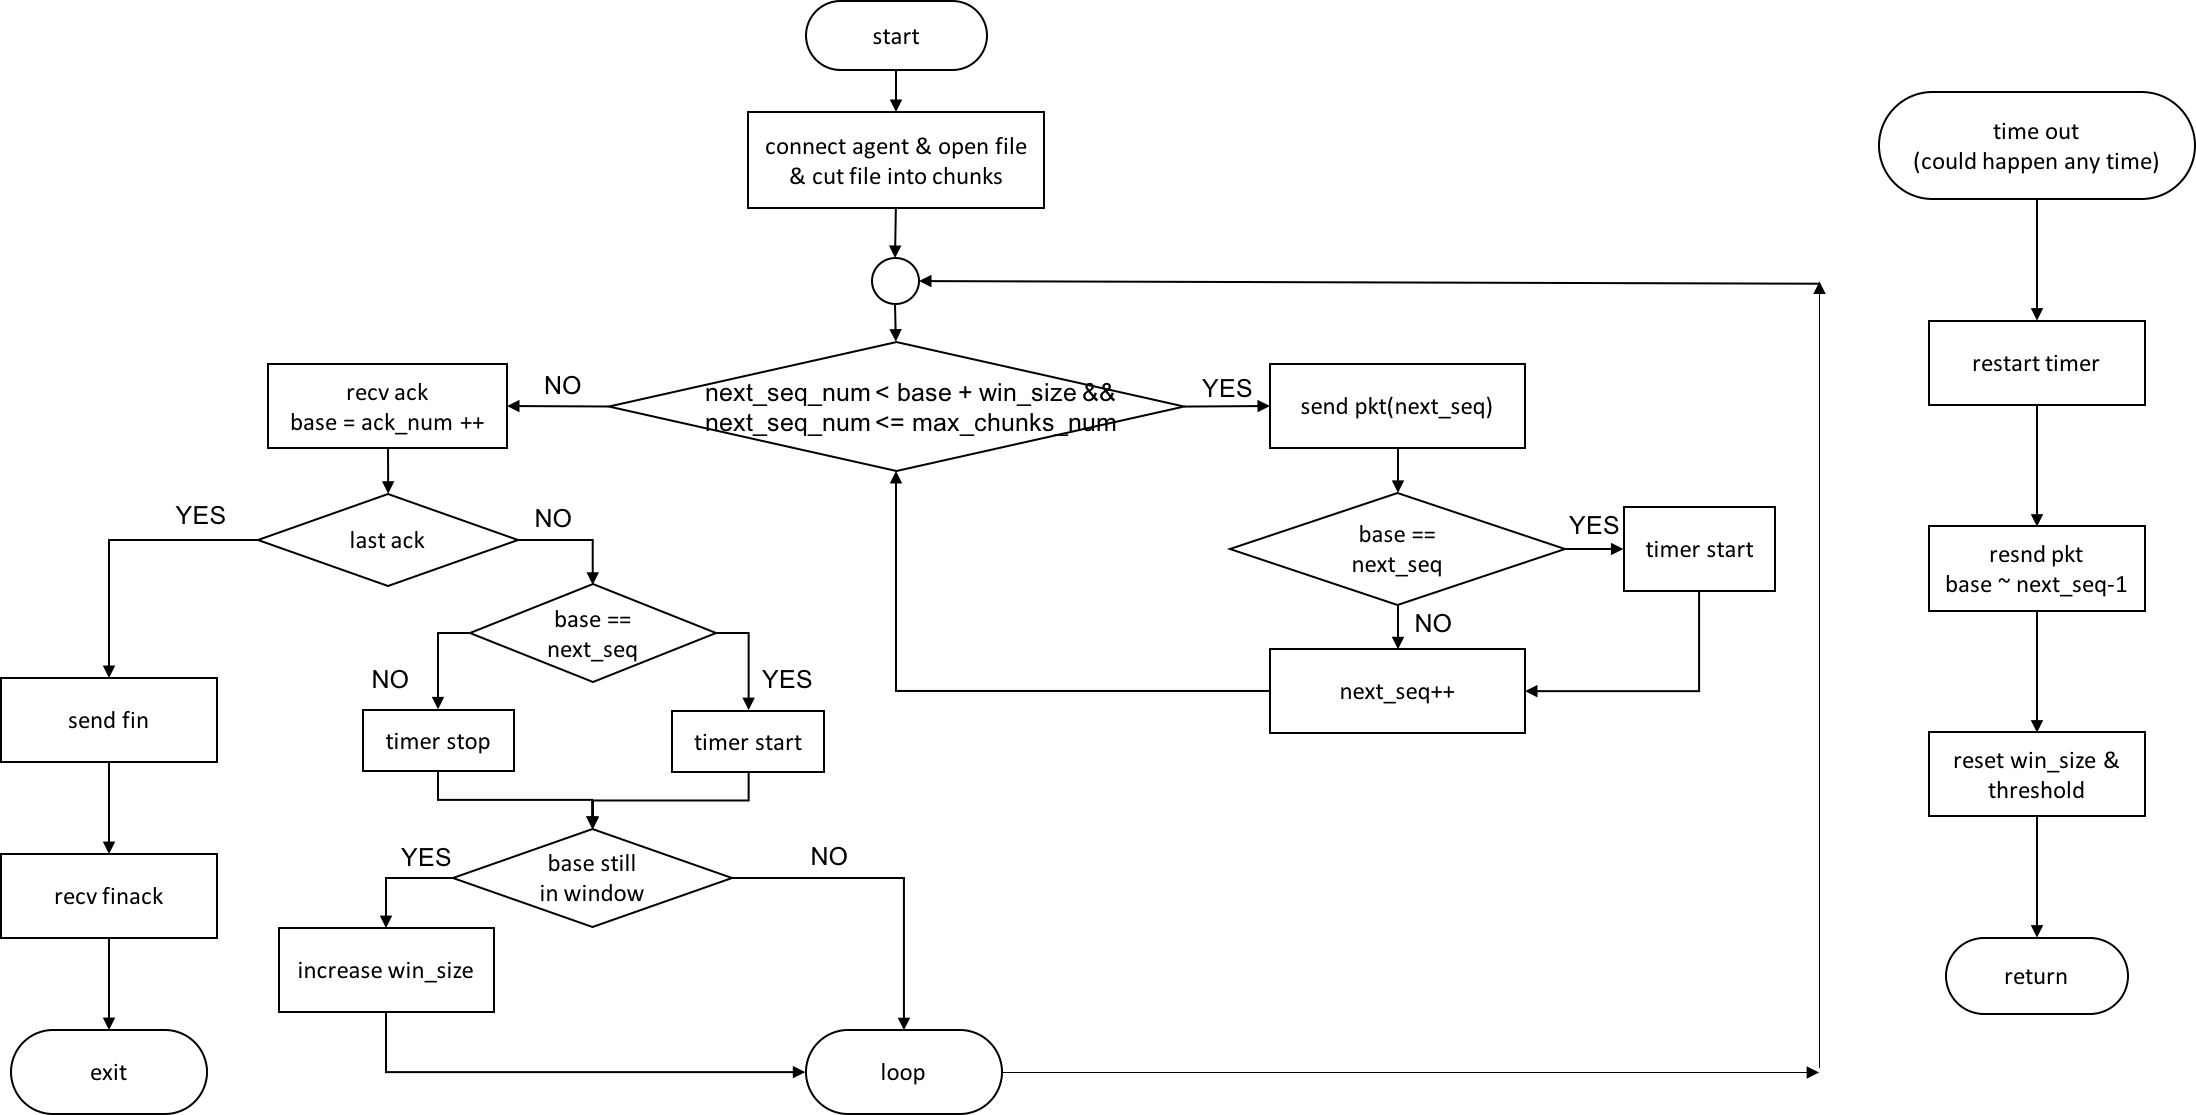 start
connect agent & open file
& cut file into chunks
time out
(could happen any time)
next_seq_num < base + win_size &&
next_seq_num <= max_chunks_num
NO
YES
recv ack
base = ack_num ++
send pkt(next_seq)
restart timer
last ack
YES
NO
base ==
next_seq
YES
timer start
NO
next_seq++
resnd pkt
base ~ next_seq-1
base ==
next_seq
NO
YES
timer stop
timer start
send fin
reset win_size &
threshold
base still
in window
YES
NO
recv finack
increase win_size
return
exit
loop